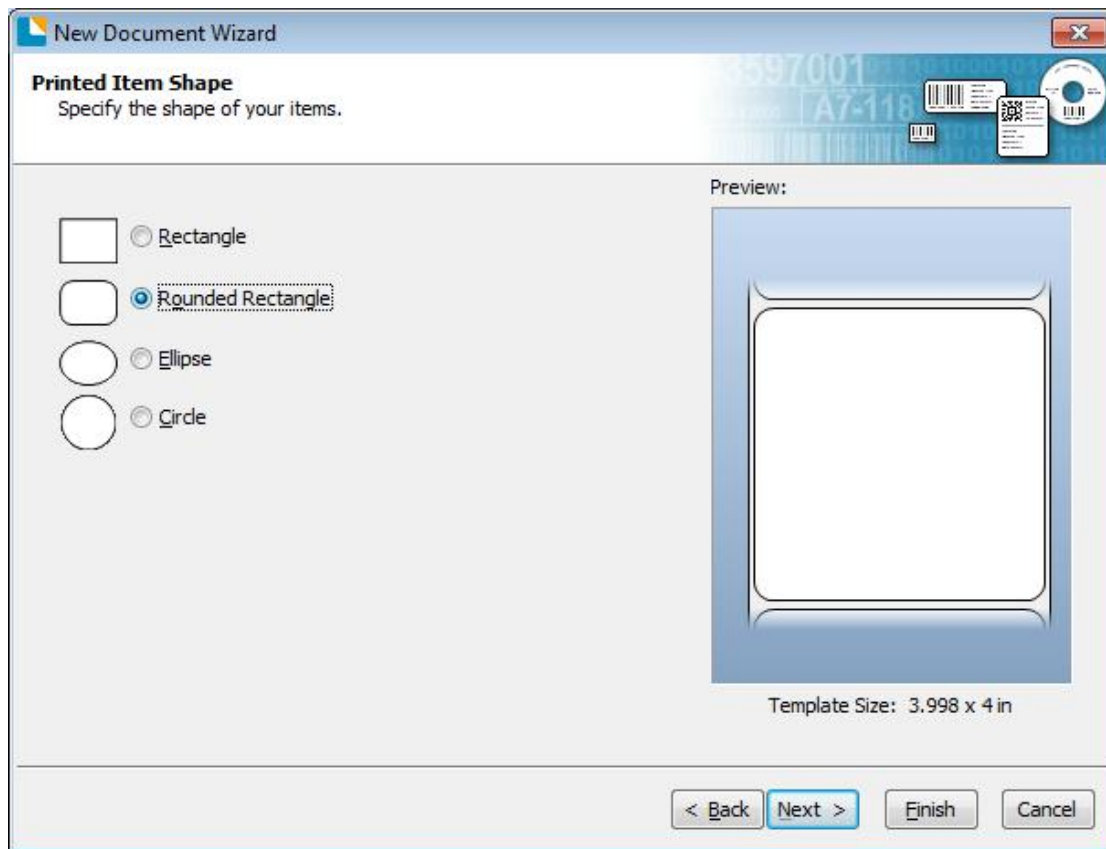 New Document Wizard
Printed Item Shape
Specify the shape of your items.
3597001
A7-118
Preview:
Rectangle
Rounded Rectangle
Ellipse
Circle
Template Size: 3.998 x 4 in
< Back Next > Finish Cancel